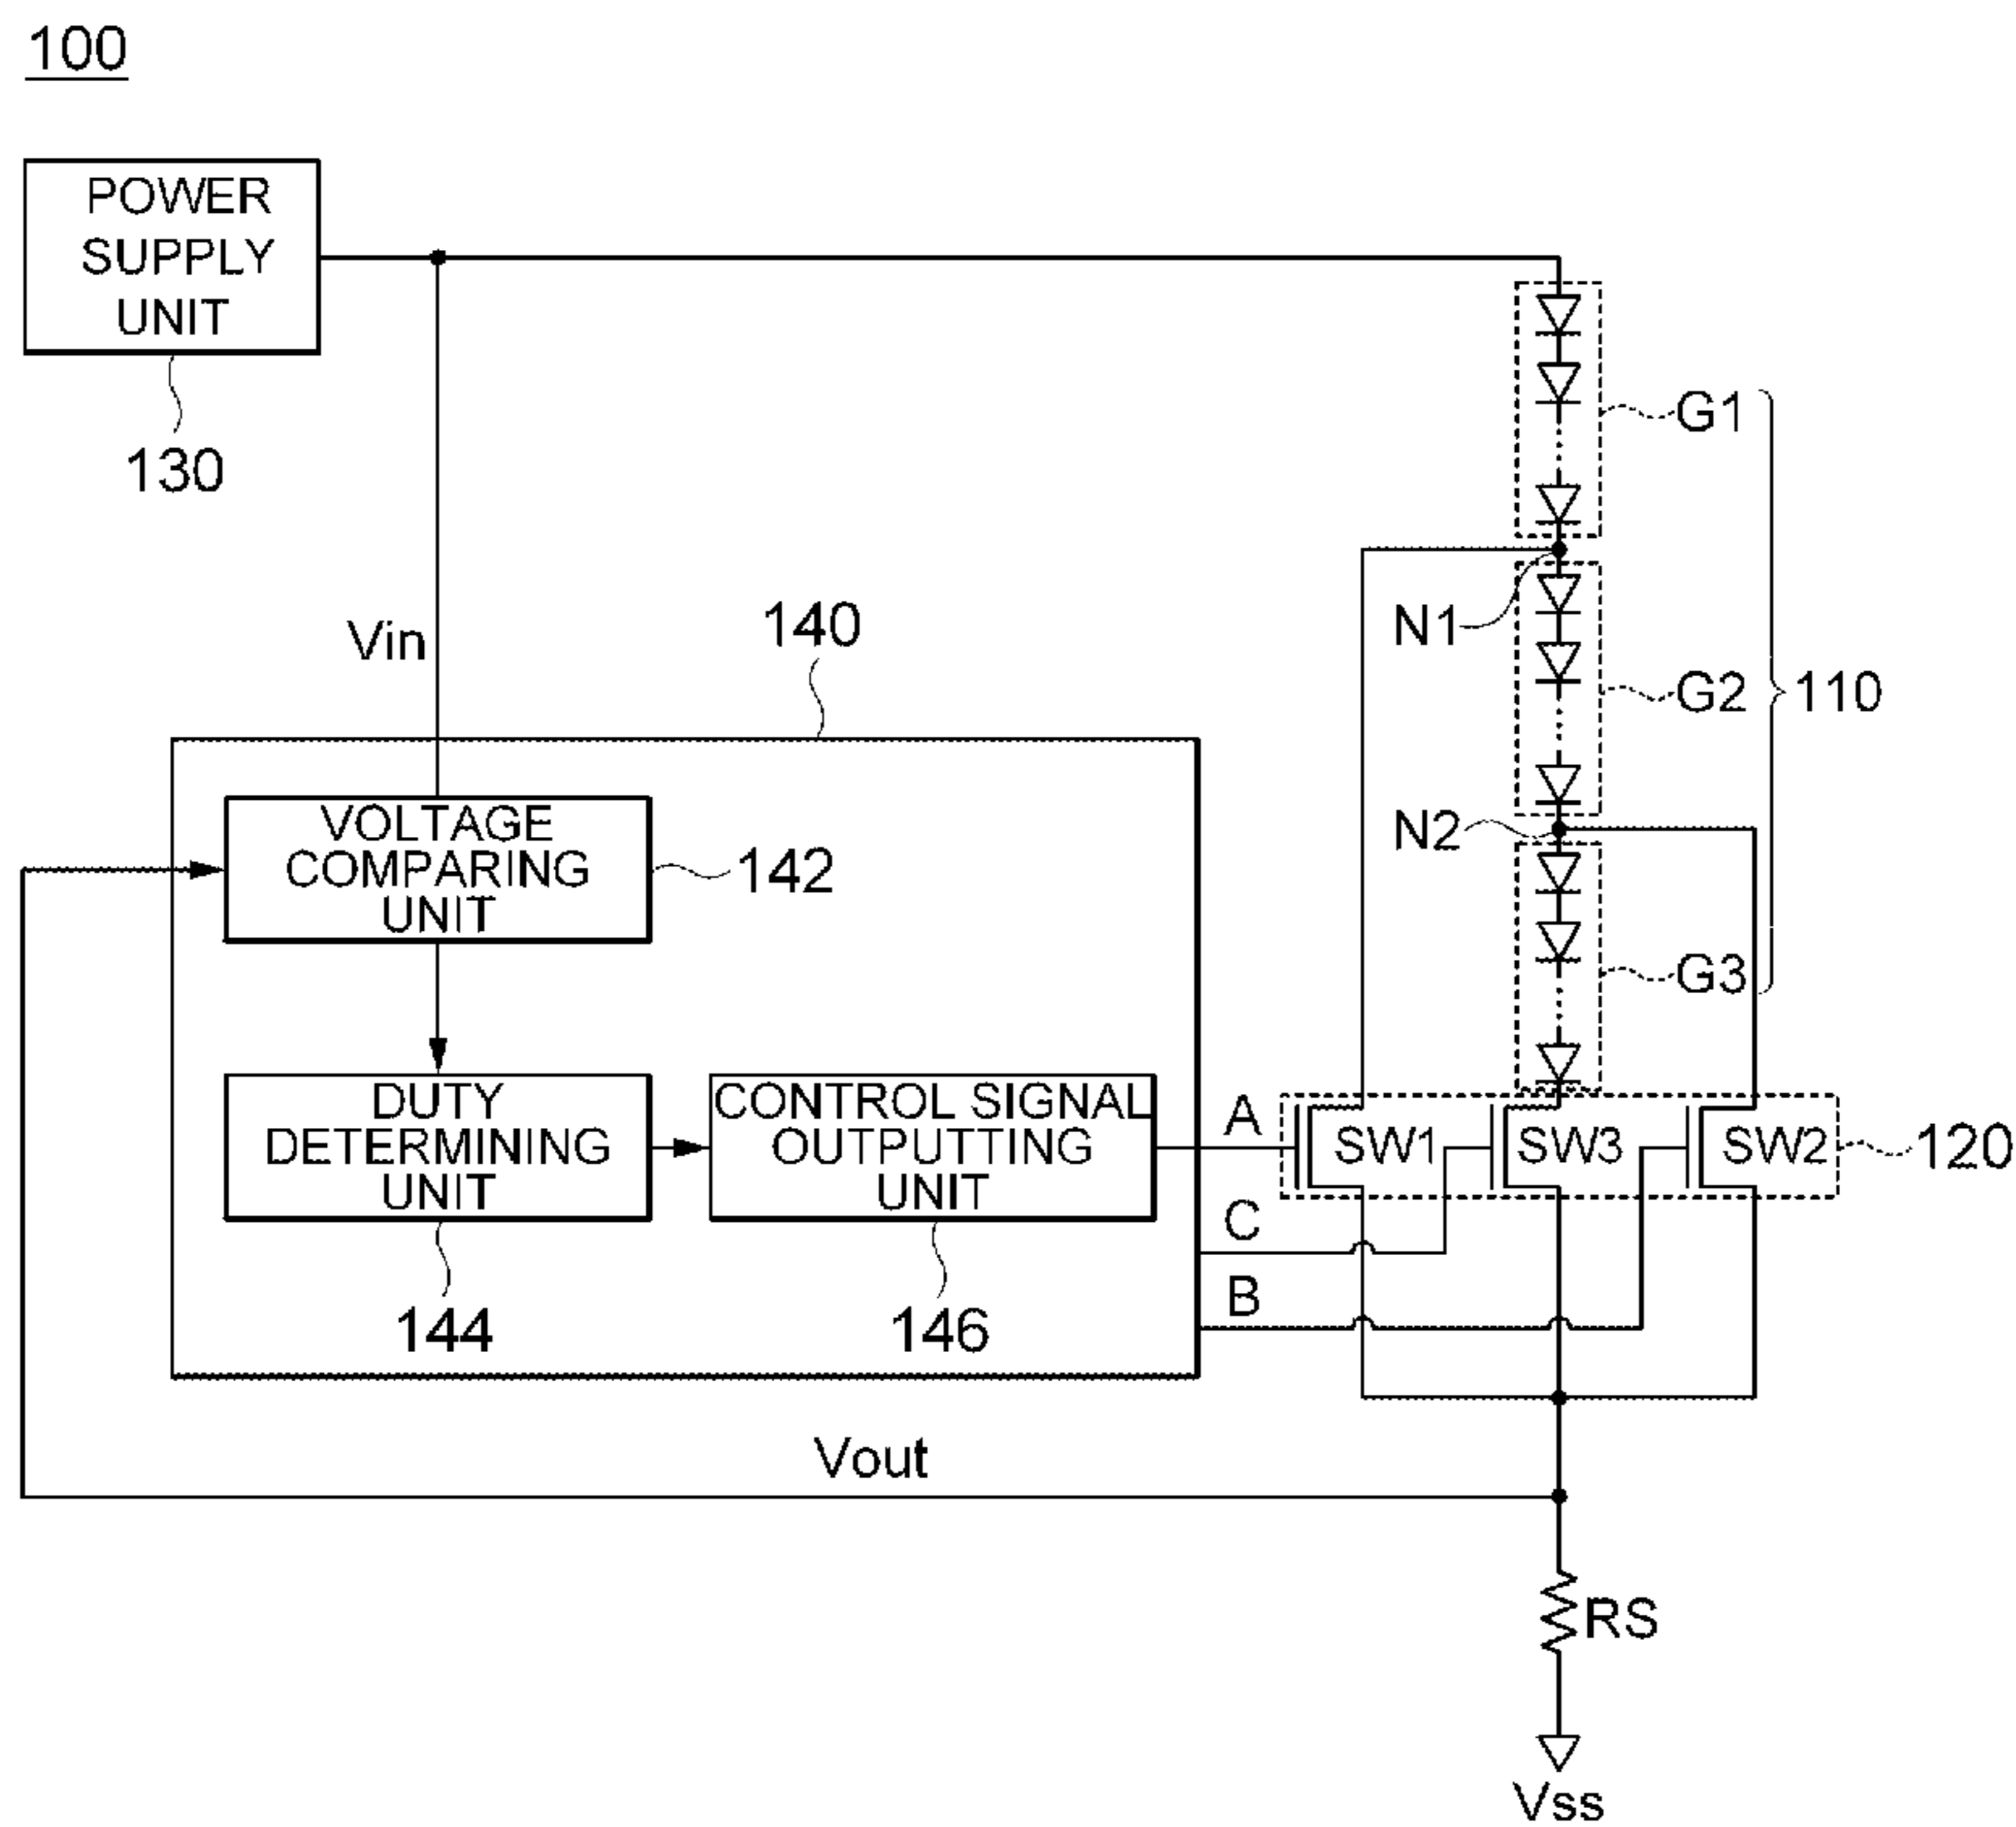 100
POWER
SUPPLY
UNIT
130
G1
N1
Vin
140
G2
110
VOLTAGE
COMPARING
UNIT
142
N2
G3
DUTY
DETERMINING
UNIT
144
CONTROL SIGNAL
OUTPUTTING
UNIT
146
A
SW1
SW3
SW2
120
C
B
Vout
RS
Vss